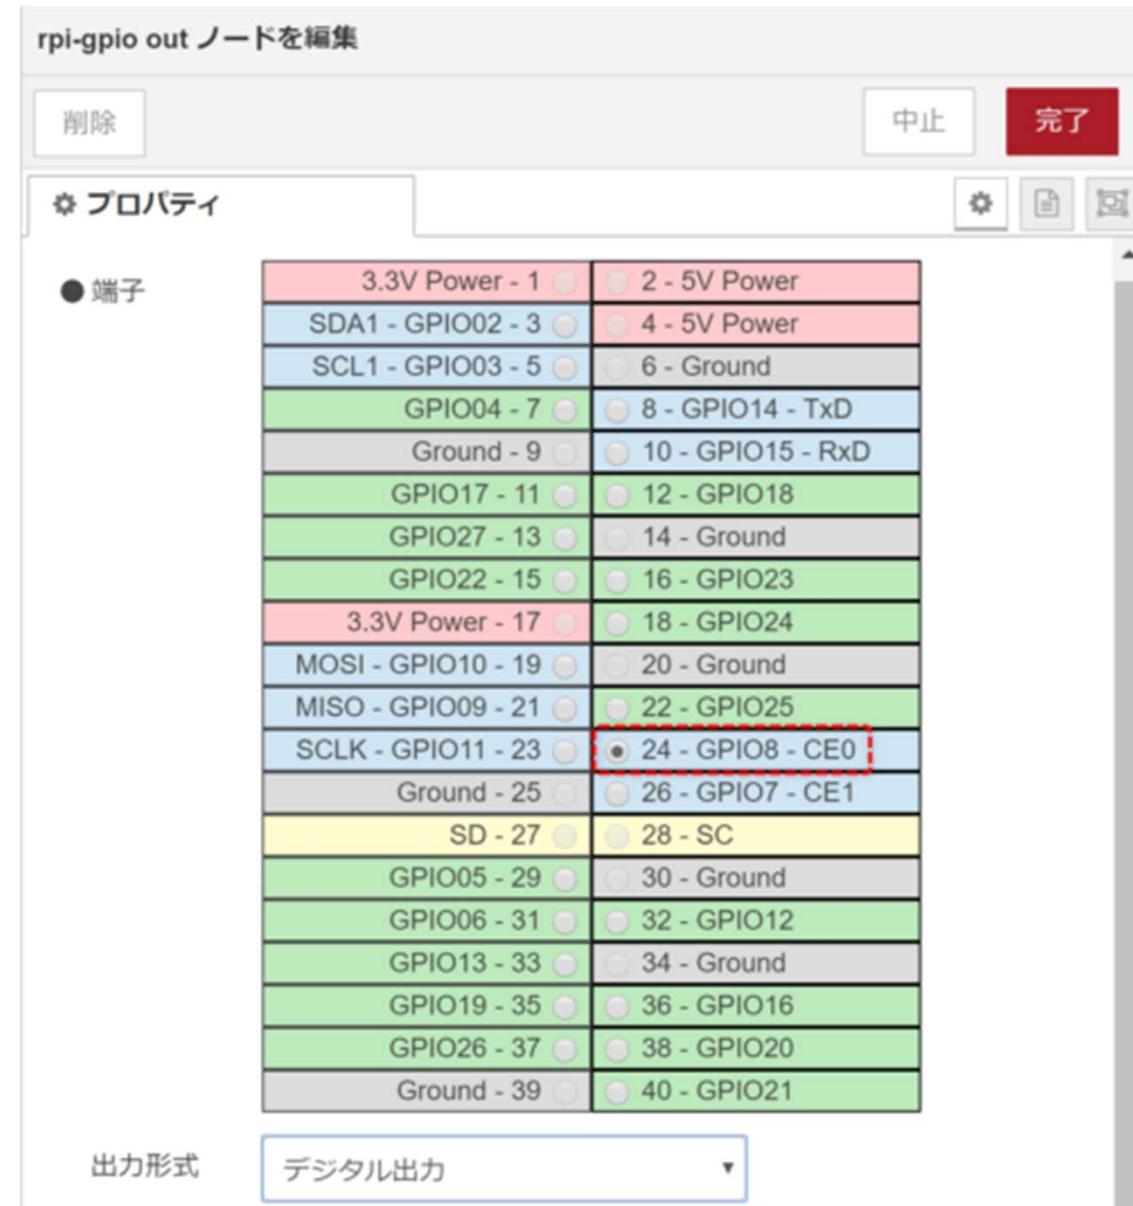 rpi-gpio out ノードを編集
削除
中止
完了
プロパティ
端子
3.3V Power - 1
2 - 5V Power
SDA1 - GPIO02 - 3
4 - 5V Power
SCL1 - GPIO03 - 5
6 - Ground
GPIO04 - 7
8 - GPIO14 - TxD
Ground - 9
10 - GPIO15 - RxD
GPIO17 - 11
12 - GPIO18
GPIO27 - 13
14 - Ground
GPIO22 - 15
16 - GPIO23
3.3V Power - 17
18 - GPIO24
MOSI - GPIO10 - 19
20 - Ground
MISO - GPIO09 - 21
22 - GPIO25
SCLK - GPIO11 - 23
24 - GPIO8 - CE0
Ground - 25
26 - GPIO7 - CE1
SD - 27
28 - SC
GPIO05 - 29
30 - Ground
GPIO06 - 31
32 - GPIO12
GPIO13 - 33
34 - Ground
GPIO19 - 35
36 - GPIO16
GPIO26 - 37
38 - GPIO20
Ground - 39
40 - GPIO21
出力形式
デジタル出力